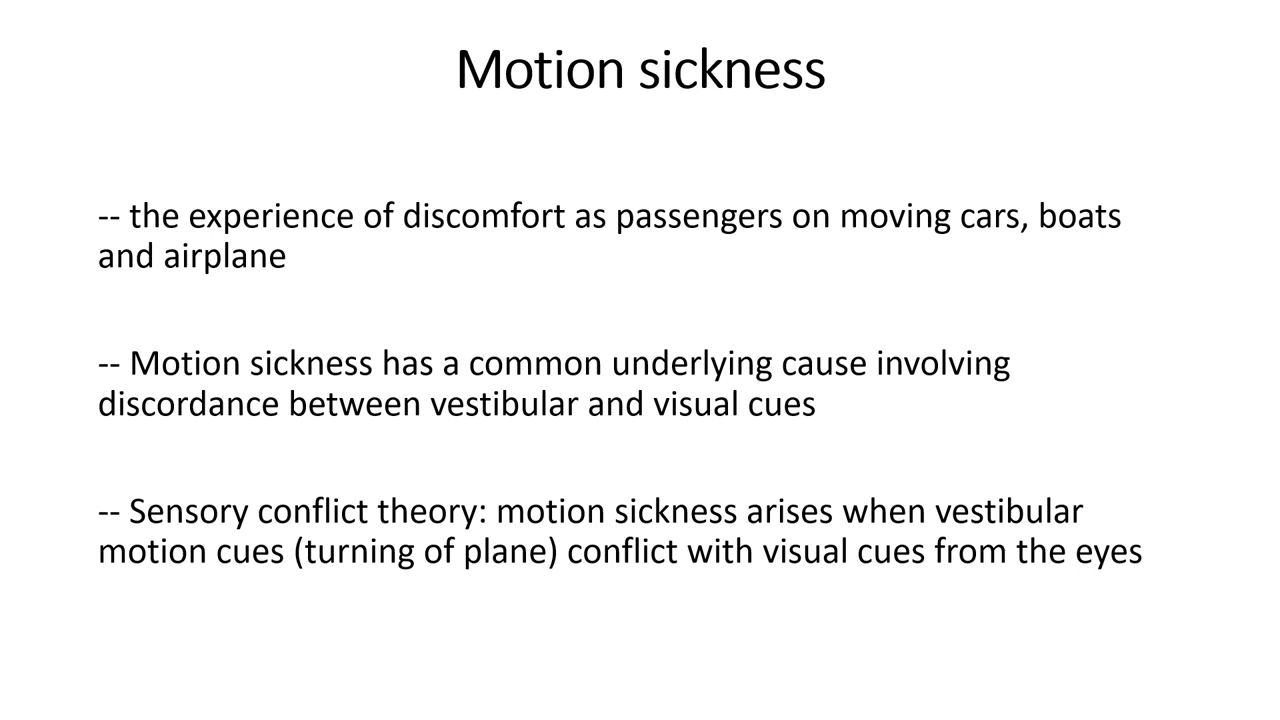 Motion sickness
-- the experience of discomfort as passengers on moving cars, boats
and airplane
-- Motion sickness has a common underlying cause involving
discordance between vestibular and visual cues
-- Sensory conflict theory: motion sickness arises when vestibular
motion cues (turning of plane) conflict with visual cues from the eyes